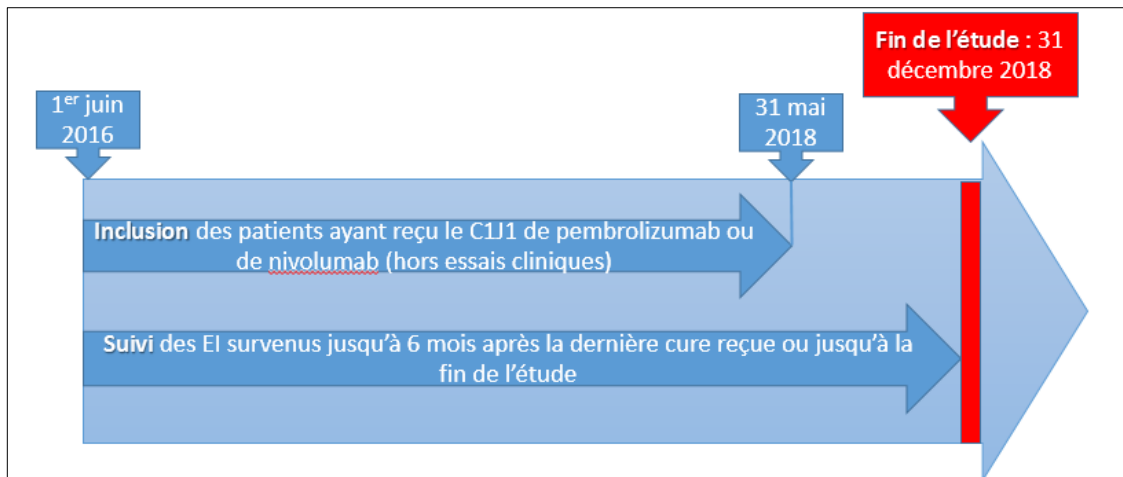 Fin de l'étude : 31
décembre 2018
1er juin
2016
31 mai
2018
Inclusion des patients ayant reçu le C1J1 de pembrolizumab ou
de nivolumab (hors essais cliniques)
Suivi des EI survenus jusqu'à 6 mois après la dernière cure reçue ou jusqu'à la
fin de l'étude